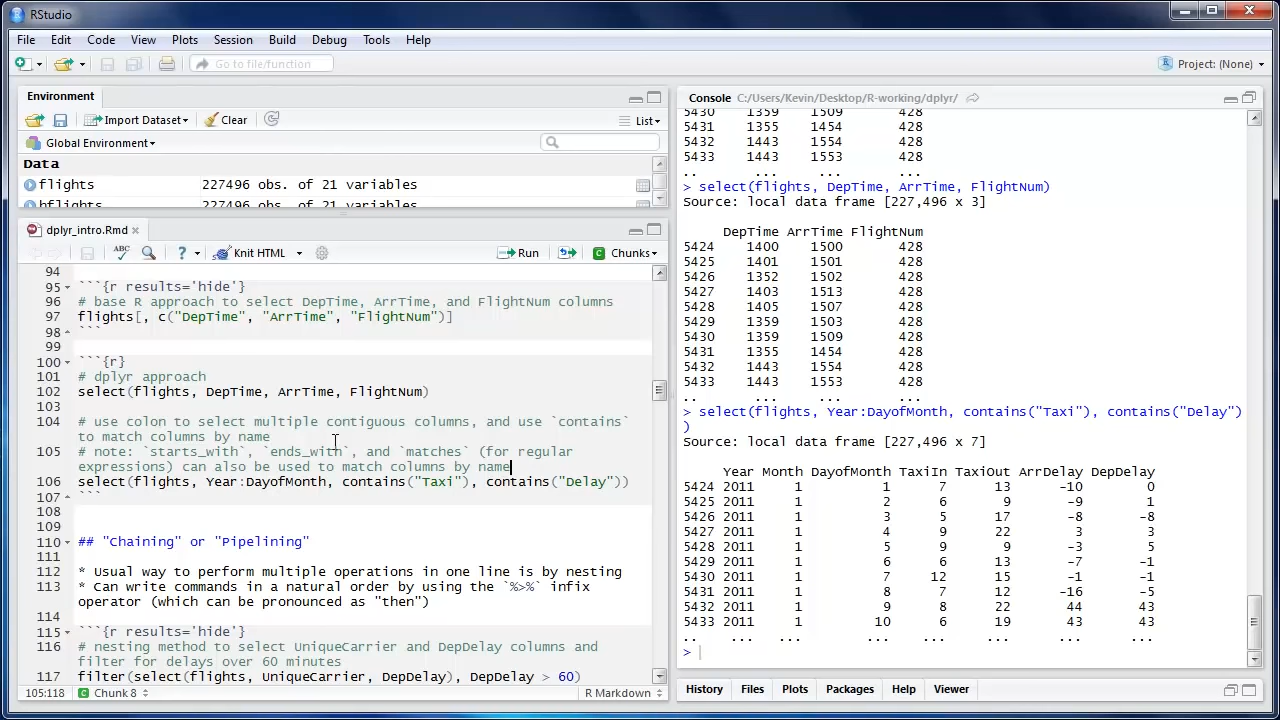 RStudio
File Edit Code View Plots Session Build Debug Tools Help
Go to file/function
Project: (None)
Environment
Import Dataset Clear List
Global Environment
Data
flights 227496 obs. of 21 variables
hflights 227496 obs. of 21 variables
dplyr_intro.Rmd
ABC ? Knit HTML Run Chunks
94
95 ```{r results='hide'}
96 # base R approach to select DepTime, ArrTime, and FlightNum columns
97 flights[, c("DepTime", "ArrTime", "FlightNum")]
98 ```
99
100 ```{r}
101 # dplyr approach
102 select(flights, DepTime, ArrTime, FlightNum)
103
104 # use colon to select multiple contiguous columns, and use `contains`
to match columns by name
105 # note: `starts_with`, `ends_with`, and `matches` (for regular
expressions) can also be used to match columns by name
106 select(flights, Year:DayofMonth, contains("Taxi"), contains("Delay"))
107 ```
108
109
110 ## "Chaining" or "Pipelining"
111
112 * Usual way to perform multiple operations in one line is by nesting
113 * Can write commands in a natural order by using the `%>%` infix
operator (which can be pronounced as "then")
114
115 ```{r results='hide'}
116 # nesting method to select UniqueCarrier and DepDelay columns and
filter for delays over 60 minutes
117 filter(select(flights, UniqueCarrier, DepDelay), DepDelay > 60)
105:118 Chunk 8 R Markdown
Console C:/Users/Kevin/Desktop/R-working/dplyr/
5430 1359 1509 428
5431 1355 1454 428
5432 1443 1554 428
5433 1443 1553 428
.. ... ... ...
> select(flights, DepTime, ArrTime, FlightNum)
Source: local data frame [227,496 x 3]
DepTime ArrTime FlightNum
5424 1400 1500 428
5425 1401 1501 428
5426 1352 1502 428
5427 1403 1513 428
5428 1405 1507 428
5429 1359 1503 428
5430 1359 1509 428
5431 1355 1454 428
5432 1443 1554 428
5433 1443 1553 428
.. ... ... ...
> select(flights, Year:DayofMonth, contains("Taxi"), contains("Delay")
)
Source: local data frame [227,496 x 7]
Year Month DayofMonth TaxiIn TaxiOut ArrDelay DepDelay
5424 2011 1 1 7 13 -10 0
5425 2011 1 2 6 9 -9 1
5426 2011 1 3 5 17 -8 -8
5427 2011 1 4 9 22 3 3
5428 2011 1 5 9 9 -3 5
5429 2011 1 6 6 13 -7 -1
5430 2011 1 7 12 15 -1 -1
5431 2011 1 8 7 12 -16 -5
5432 2011 1 9 8 22 44 43
5433 2011 1 10 6 19 43 43
.. ... ... ... ... ... ... ...
>
History Files Plots Packages Help Viewer